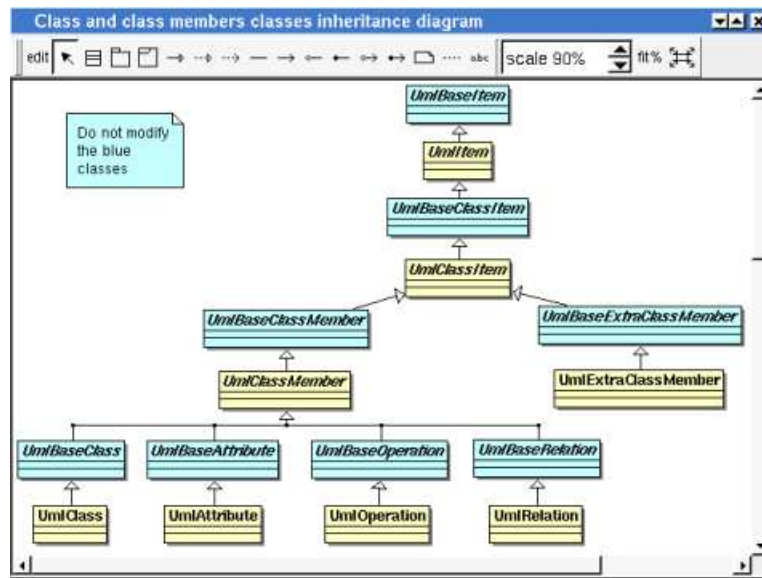 Class and class members classes inheritance diagram
edit
abc
scale 90%
fit%
UmlBaseItem
Do not modify
the blue
classes
UmlItem
UmlBaseClassItem
UmlClassItem
UmlBaseClassMember
UmlBaseExtraClassMember
UmlClassMember
UmlExtraClassMember
UmlBaseClass
UmlBaseAttribute
UmlBaseOperation
UmlBaseRelation
UmlClass
UmlAttribute
UmlOperation
UmlRelation